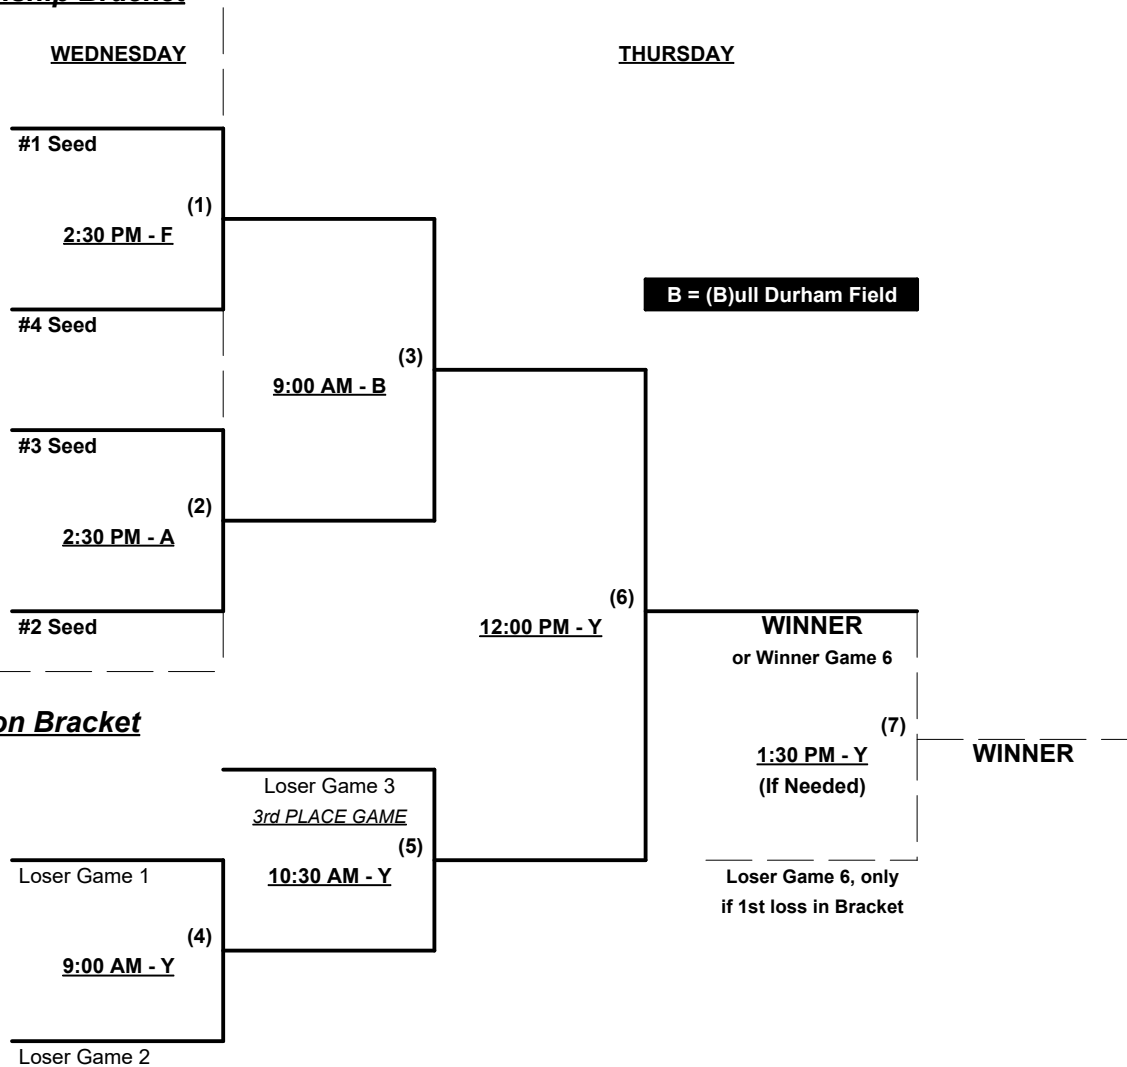 WEDNESDAY THURSDAY
#1 Seed
(1)
2:30 PM - F
B = (B)ull Durham Field
#4 Seed
(3)
9:00 AM - B
#3 Seed
(2)
2:30 PM - A
(6)
#2 Seed
12:00 PM - Y
WINNER
or Winner Game 6
on Bracket
(7)
1:30 PM - Y
WINNER
(If Needed)
Loser Game 3
3rd PLACE GAME
(5)
Loser Game 1
10:30 AM - Y
Loser Game 6, only
if 1st loss in Bracket
(4)
9:00 AM - Y
Loser Game 2